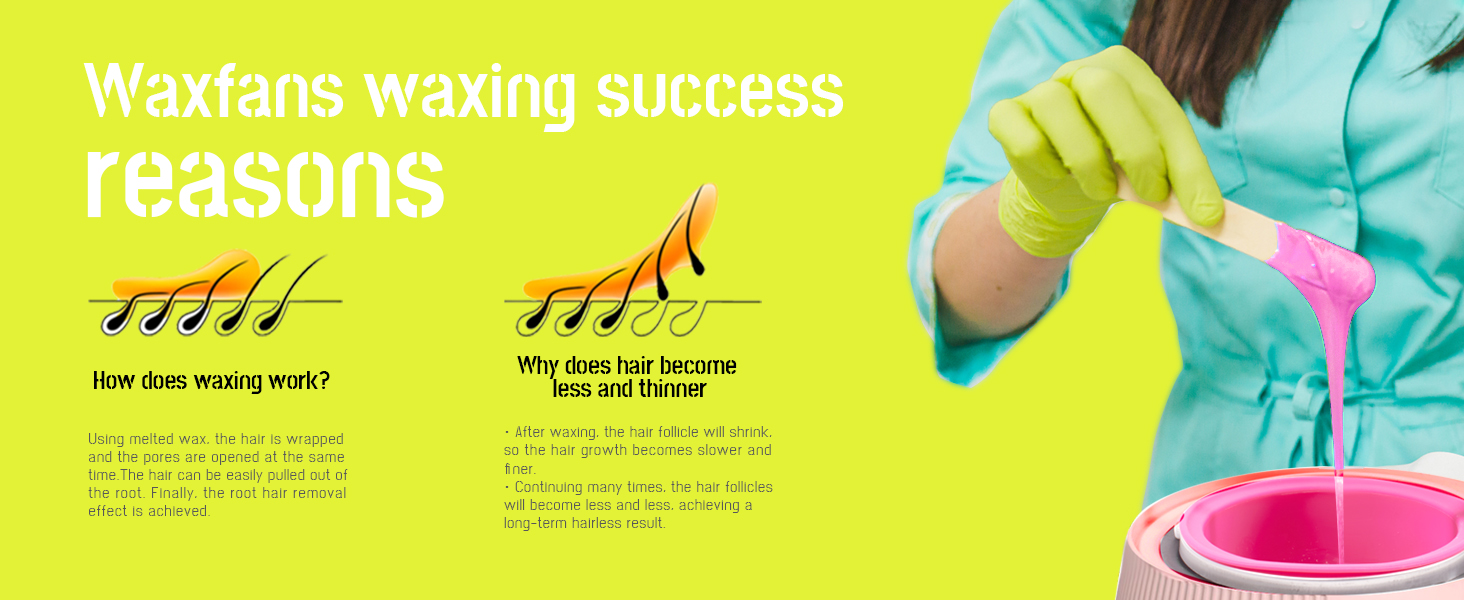 Waxfans waxing success
reasons
How does waxing work?
Using melted wax, the hair is wrapped
and the pores are opened at the same
time.The hair can be easily pulled out of
the root. Finally, the root hair removal
effect is achieved.
Why does hair become
less and thinner
· After waxing, the hair follicle will shrink,
so the hair growth becomes slower and
finer.
· Continuing many times, the hair follicles
will become less and less, achieving a
long-term hairless result.